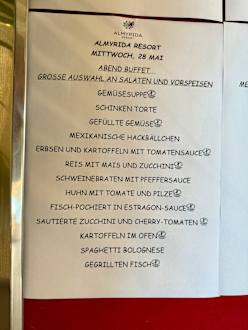 ALMYRIDA
RESORT
ALMYRIDA RESORT
MITTWOCH, 28 MAI
ABEND BUFFET
GROSSE AUSWAHL AN SALATEN UND VORSPEISEN
GEMÜSESUPPE
SCHINKEN TORTE
GEFÜLLTE GEMÜSE
MEXIKANISCHE HACKBÄLLCHEN
ERBSEN UND KARTOFFELN MIT TOMATENSAUCE
REIS MIT MAIS UND ZUCCHINI
SCHWEINEBRATEN MIT PFEFFERSAUCE
HUHN MIT TOMATE UND PILZE
FISCH-POCHIERT IN ESTRAGON-SAUCE
SAUTIERTE ZUCCHINI UND CHERRY-TOMATEN
KARTOFFELN IM OFEN
SPAGHETTI BOLOGNESE
GEGRILLTEN FISCH
ME